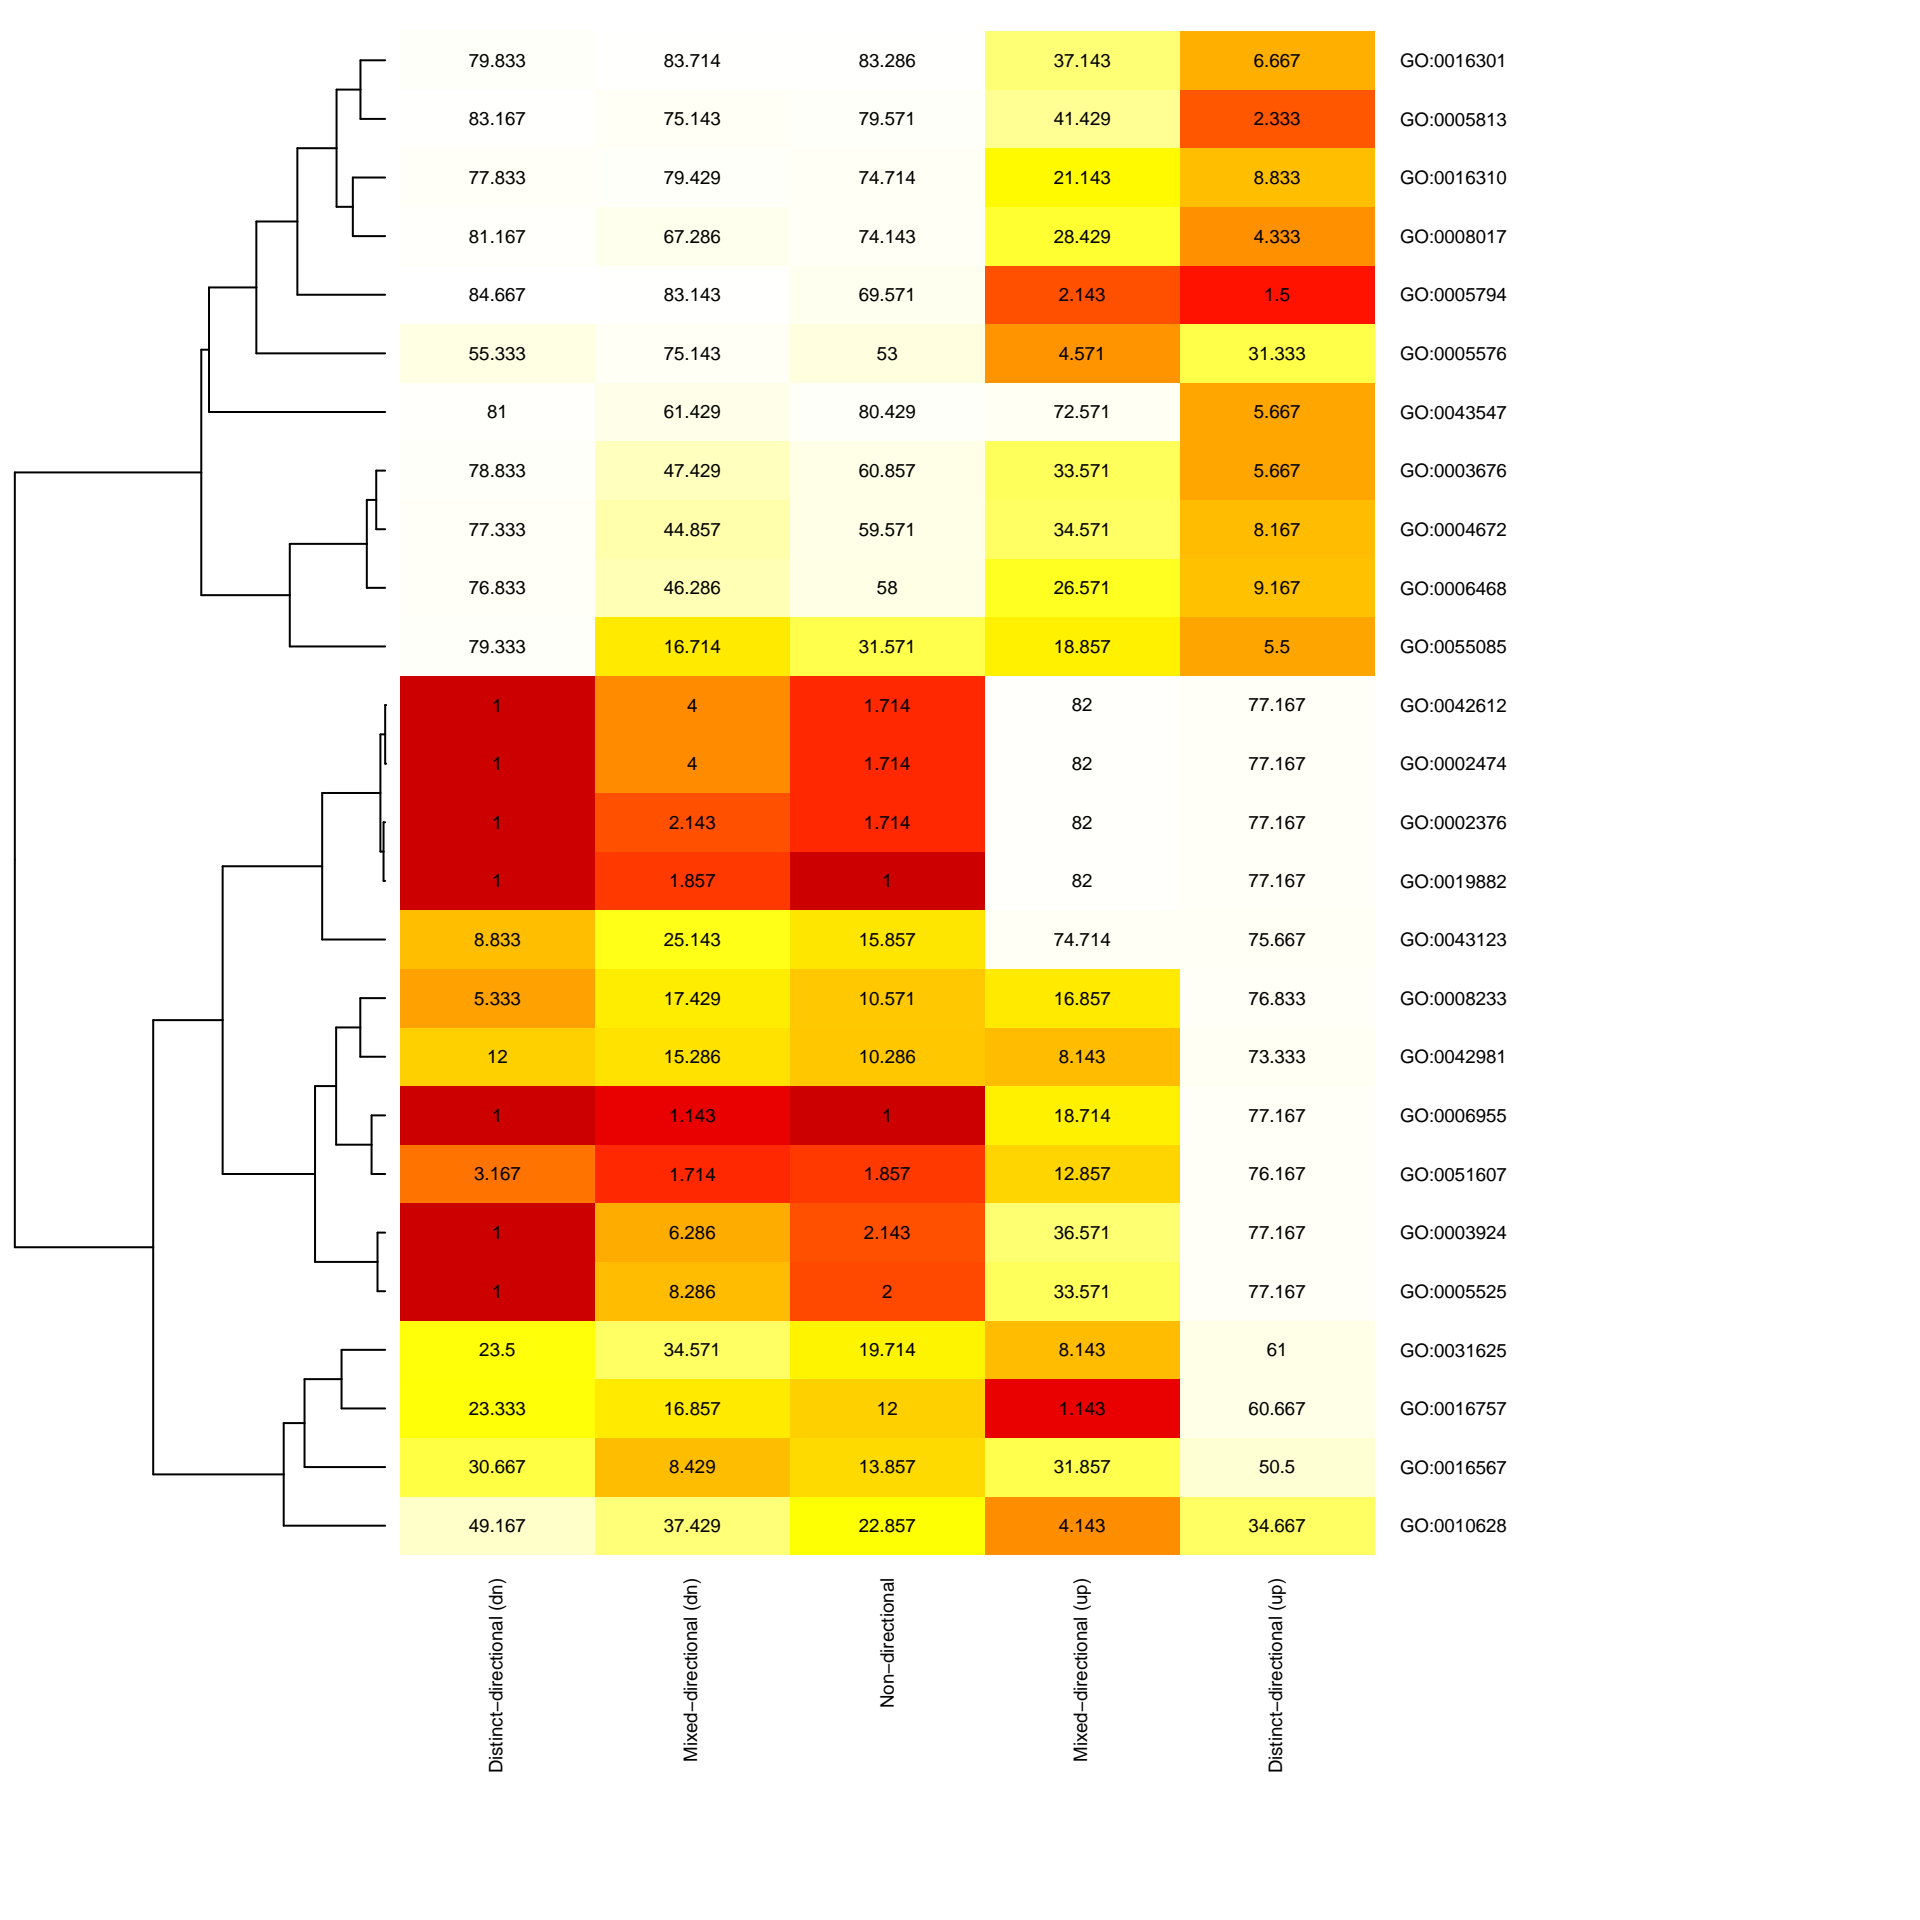 79.833 83.714 83.286 37.143 6.667 GO:0016301
83.167 75.143 79.571 41.429 2.333 GO:0005813
77.833 79.429 74.714 21.143 8.833 GO:0016310
81.167 67.286 74.143 28.429 4.333 GO:0008017
84.667 83.143 69.571 2.143 1.5 GO:0005794
55.333 75.143 53 4.571 31.333 GO:0005576
81 61.429 80.429 72.571 5.667 GO:0043547
78.833 47.429 60.857 33.571 5.667 GO:0003676
77.333 44.857 59.571 34.571 8.167 GO:0004672
76.833 46.286 58 26.571 9.167 GO:0006468
79.333 16.714 31.571 18.857 5.5 GO:0055085
1 4 1.714 82 77.167 GO:0042612
1 4 1.714 82 77.167 GO:0002474
1 2.143 1.714 82 77.167 GO:0002376
1 1.857 1 82 77.167 GO:0019882
8.833 25.143 15.857 74.714 75.667 GO:0043123
5.333 17.429 10.571 16.857 76.833 GO:0008233
12 15.286 10.286 8.143 73.333 GO:0042981
1 1.143 1 18.714 77.167 GO:0006955
3.167 1.714 1.857 12.857 76.167 GO:0051607
1 6.286 2.143 36.571 77.167 GO:0003924
1 8.286 2 33.571 77.167 GO:0005525
23.5 34.571 19.714 8.143 61 GO:0031625
23.333 16.857 12 1.143 60.667 GO:0016757
30.667 8.429 13.857 31.857 50.5 GO:0016567
49.167 37.429 22.857 4.143 34.667 GO:0010628
Distinct−directional (dn)
Mixed−directional (dn)
Non−directional
Mixed−directional (up)
Distinct−directional (up)